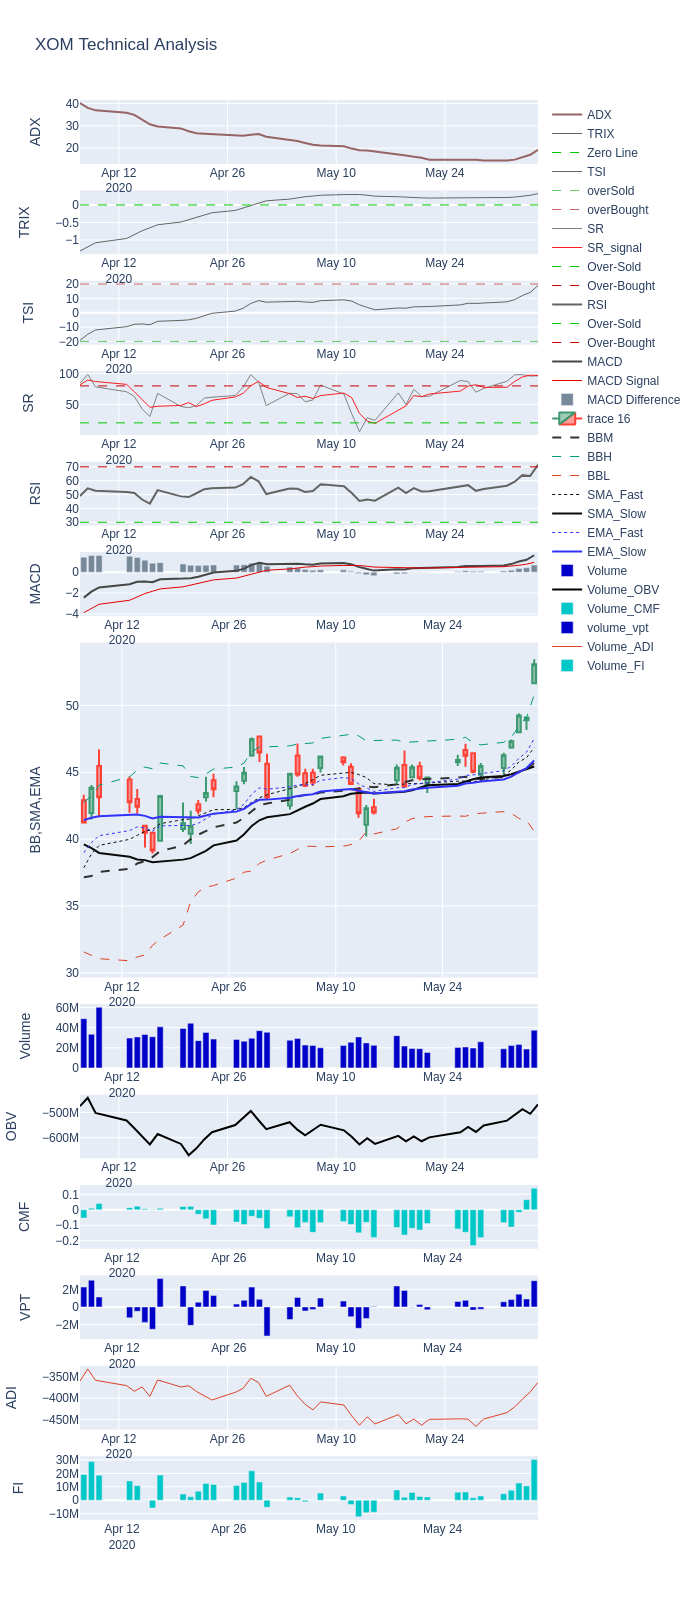 XOM Technical Analysis
ADX
40
30
20
Apr 12
2020
Apr 26
May 10
May 24
TRIX
0
−0.5
−1
Apr 12
2020
Apr 26
May 10
May 24
TSI
20
10
0
−10
−20
Apr 12
2020
Apr 26
May 10
May 24
SR
100
50
Apr 12
2020
Apr 26
May 10
May 24
RSI
70
60
50
40
30
Apr 12
2020
Apr 26
May 10
May 24
MACD
0
−2
−4
Apr 12
2020
Apr 26
May 10
May 24
BB,SMA,EMA
50
45
40
35
30
Apr 12
2020
Apr 26
May 10
May 24
Volume
60M
40M
20M
0
Apr 12
2020
Apr 26
May 10
May 24
OBV
−500M
−600M
Apr 12
2020
Apr 26
May 10
May 24
CMF
0.1
0
−0.1
−0.2
Apr 12
2020
Apr 26
May 10
May 24
VPT
2M
0
−2M
Apr 12
2020
Apr 26
May 10
May 24
ADI
−350M
−400M
−450M
Apr 12
2020
Apr 26
May 10
May 24
FI
30M
20M
10M
0
−10M
Apr 12
2020
Apr 26
May 10
May 24
ADX
TRIX
Zero Line
TSI
overSold
overBought
SR
SR_signal
Over-Sold
Over-Bought
RSI
Over-Sold
Over-Bought
MACD
MACD Signal
MACD Difference
trace 16
BBM
BBH
BBL
SMA_Fast
SMA_Slow
EMA_Fast
EMA_Slow
Volume
Volume_OBV
Volume_CMF
volume_vpt
Volume_ADI
Volume_FI